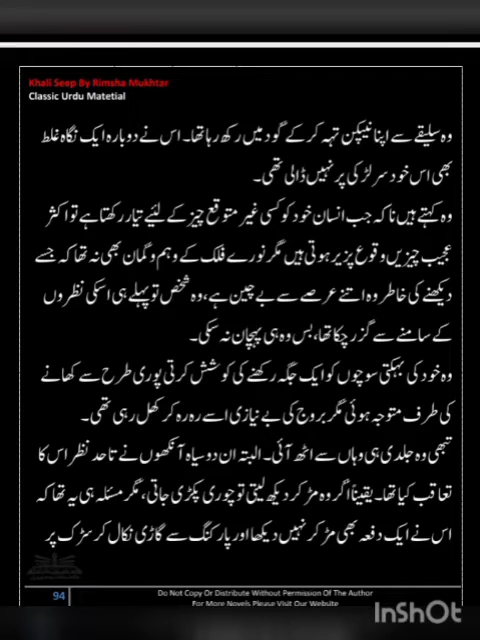 Khali Seep By Rimsha Mukhtar
Classic Urdu Matetial
وہ سلیقے سے اپنا نیپکن تہہ کر کے گود میں رکھ رہا تھا۔ اس نے دوبارہ ایک نگاہ غلط
بھی اس خود سر لڑکی پر نہیں ڈالی تھی۔
وہ کہتے ہیں نا کہ جب انسان خود کو کسی غیر متوقع چیز کے لئیے تیار رکھتا ہے تو اکثر
عجیب چیزیں وقوع پزیر ہوتی ہیں مگر نورے فلک کے وہم و گمان بھی نہ تھا کہ جسے
دیکھنے کی خاطر وہ اتنے عرصے سے بے چین ہے، وہ شخص تو پہلے ہی اسکی نظروں
کے سامنے سے گزر چکا تھا، بس وہ ہی پہچان نہ سکی۔
وہ خود کی بہکتی سوچوں کو ایک جگہ رکھنے کی کوشش کرتی پوری طرح سے کھانے
کی طرف متوجہ ہوئی مگر بروج کی بے نیازی اسے رہ رہ کر کھل رہی تھی۔
تبھی وہ جلدی ہی وہاں سے اٹھ آئی۔ البتہ ان دو سیاہ آنکھوں نے تاحد نظر اس کا
تعاقب کیا تھا۔ یقیناً اگر وہ مڑ کر دیکھ لیتی تو چوری پکڑی جاتی، مگر مسئلہ ہی یہ تھا کہ
اس نے ایک دفعہ بھی مڑ کر نہیں دیکھا اور پارکنگ سے گاڑی نکال کر سڑک پر
94
Do Not Copy Or Distribute Without Permission Of The Author
For More Novels Please Visit Our Website
InShOt